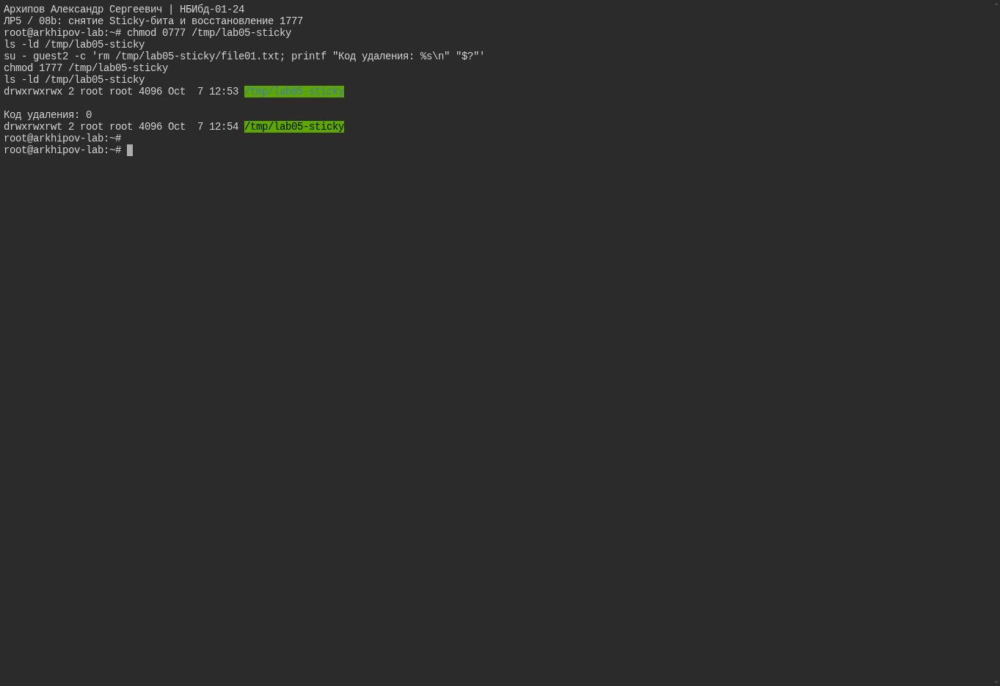 Архипов Александр Сергеевич | НБИбд-01-24
ЛР5 / 08b: снятие Sticky-бита и восстановление 1777
root@arkhipov-lab:~# chmod 0777 /tmp/lab05-sticky
ls -ld /tmp/lab05-sticky
su - guest2 -c 'rm /tmp/lab05-sticky/file01.txt; printf "Код удаления: %s\n" "$?"'
chmod 1777 /tmp/lab05-sticky
ls -ld /tmp/lab05-sticky
drwxrwxrwx 2 root root 4096 Oct  7 12:53 /tmp/lab05-sticky
Код удаления: 0
drwxrwxrwt 2 root root 4096 Oct  7 12:54 /tmp/lab05-sticky
root@arkhipov-lab:~#
root@arkhipov-lab:~#